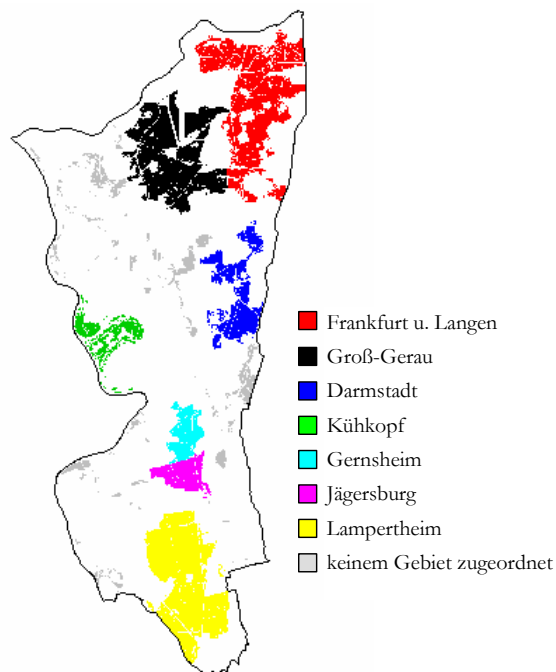 Frankfurt u. Langen
Groß-Gerau
Darmstadt
Kühkopf
Gernsheim
Jägersburg
Lampertheim
keinem Gebiet zugeordnet